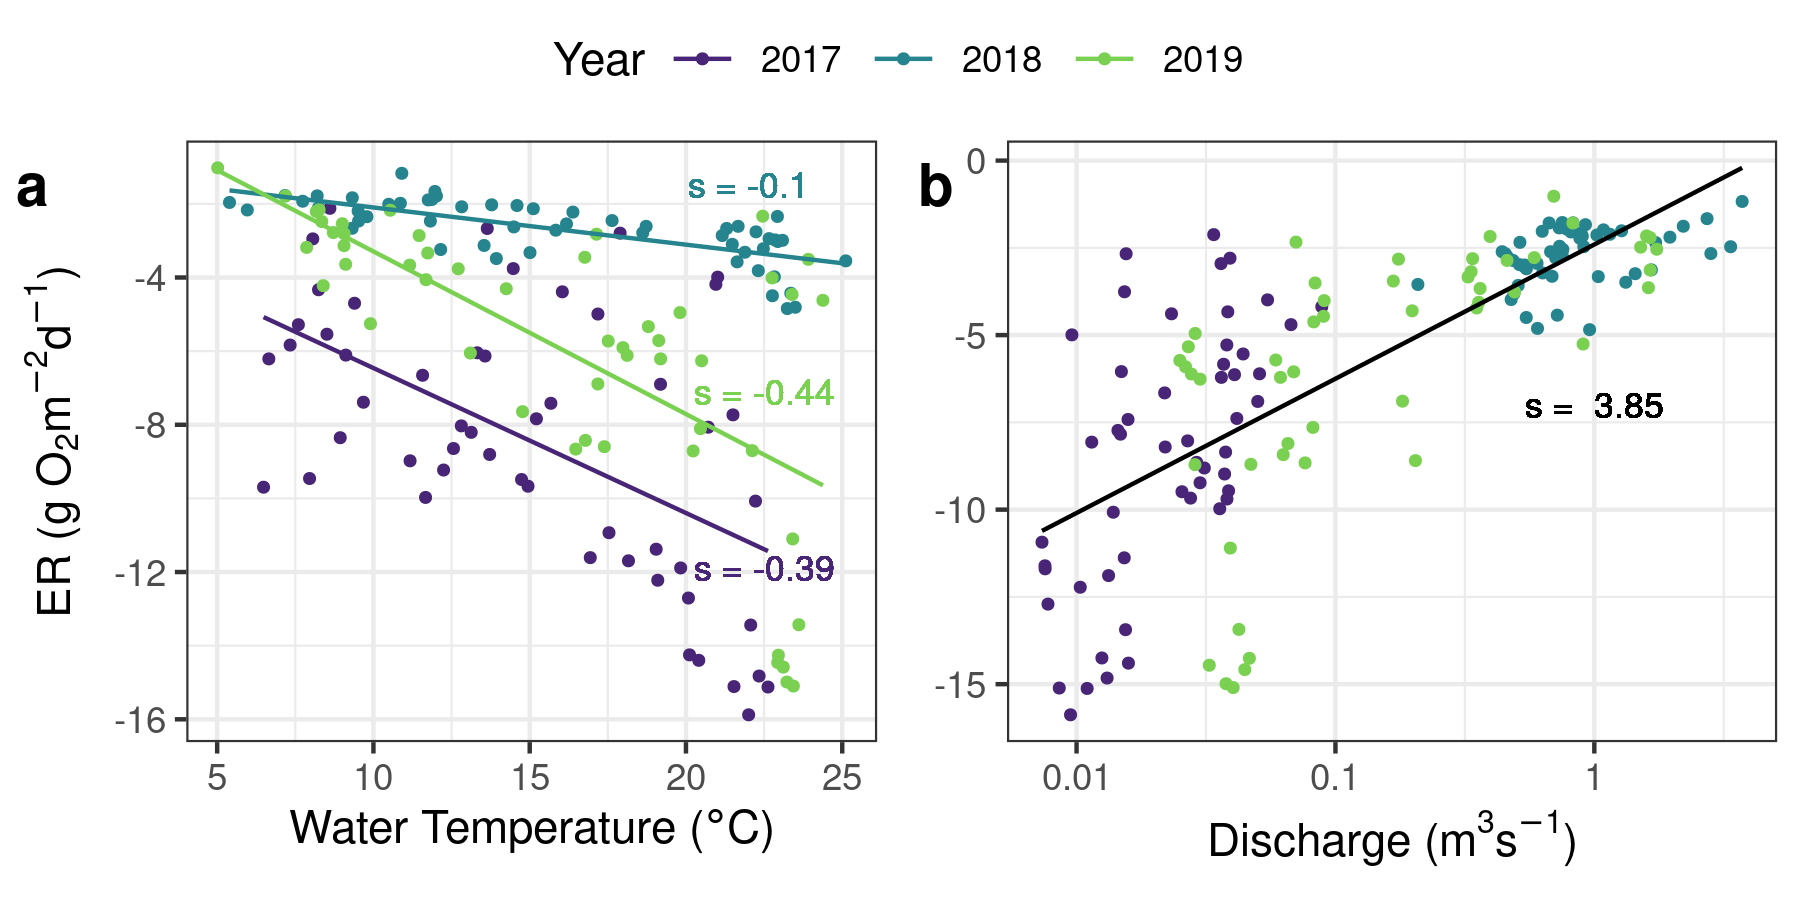 Year 2017 2018 2019
a
b
s = -0.1
s = -0.44
s = -0.39
s = 3.85
-4
-8
-12
-16
0
-5
-10
-15
5 10 15 20 25
0.01 0.1 1
ER (g O₂m⁻²d⁻¹)
Water Temperature (°C)
Discharge (m³s⁻¹)